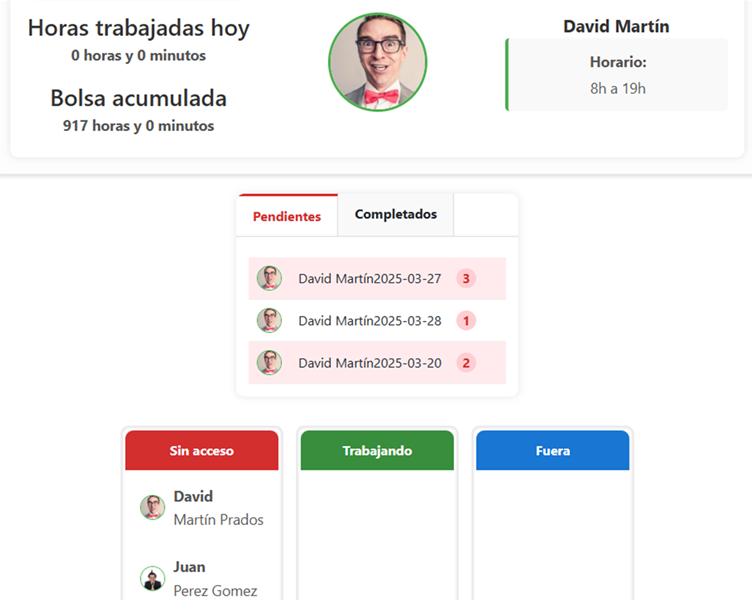 Horas trabajadas hoy
0 horas y 0 minutos
Bolsa acumulada
917 horas y 0 minutos
David Martín
Horario:
8h a 19h
Pendientes
Completados
David Martín2025-03-27 3
David Martín2025-03-28 1
David Martín2025-03-20 2
Sin acceso
David
Martín Prados
Juan
Perez Gomez
Trabajando
Fuera